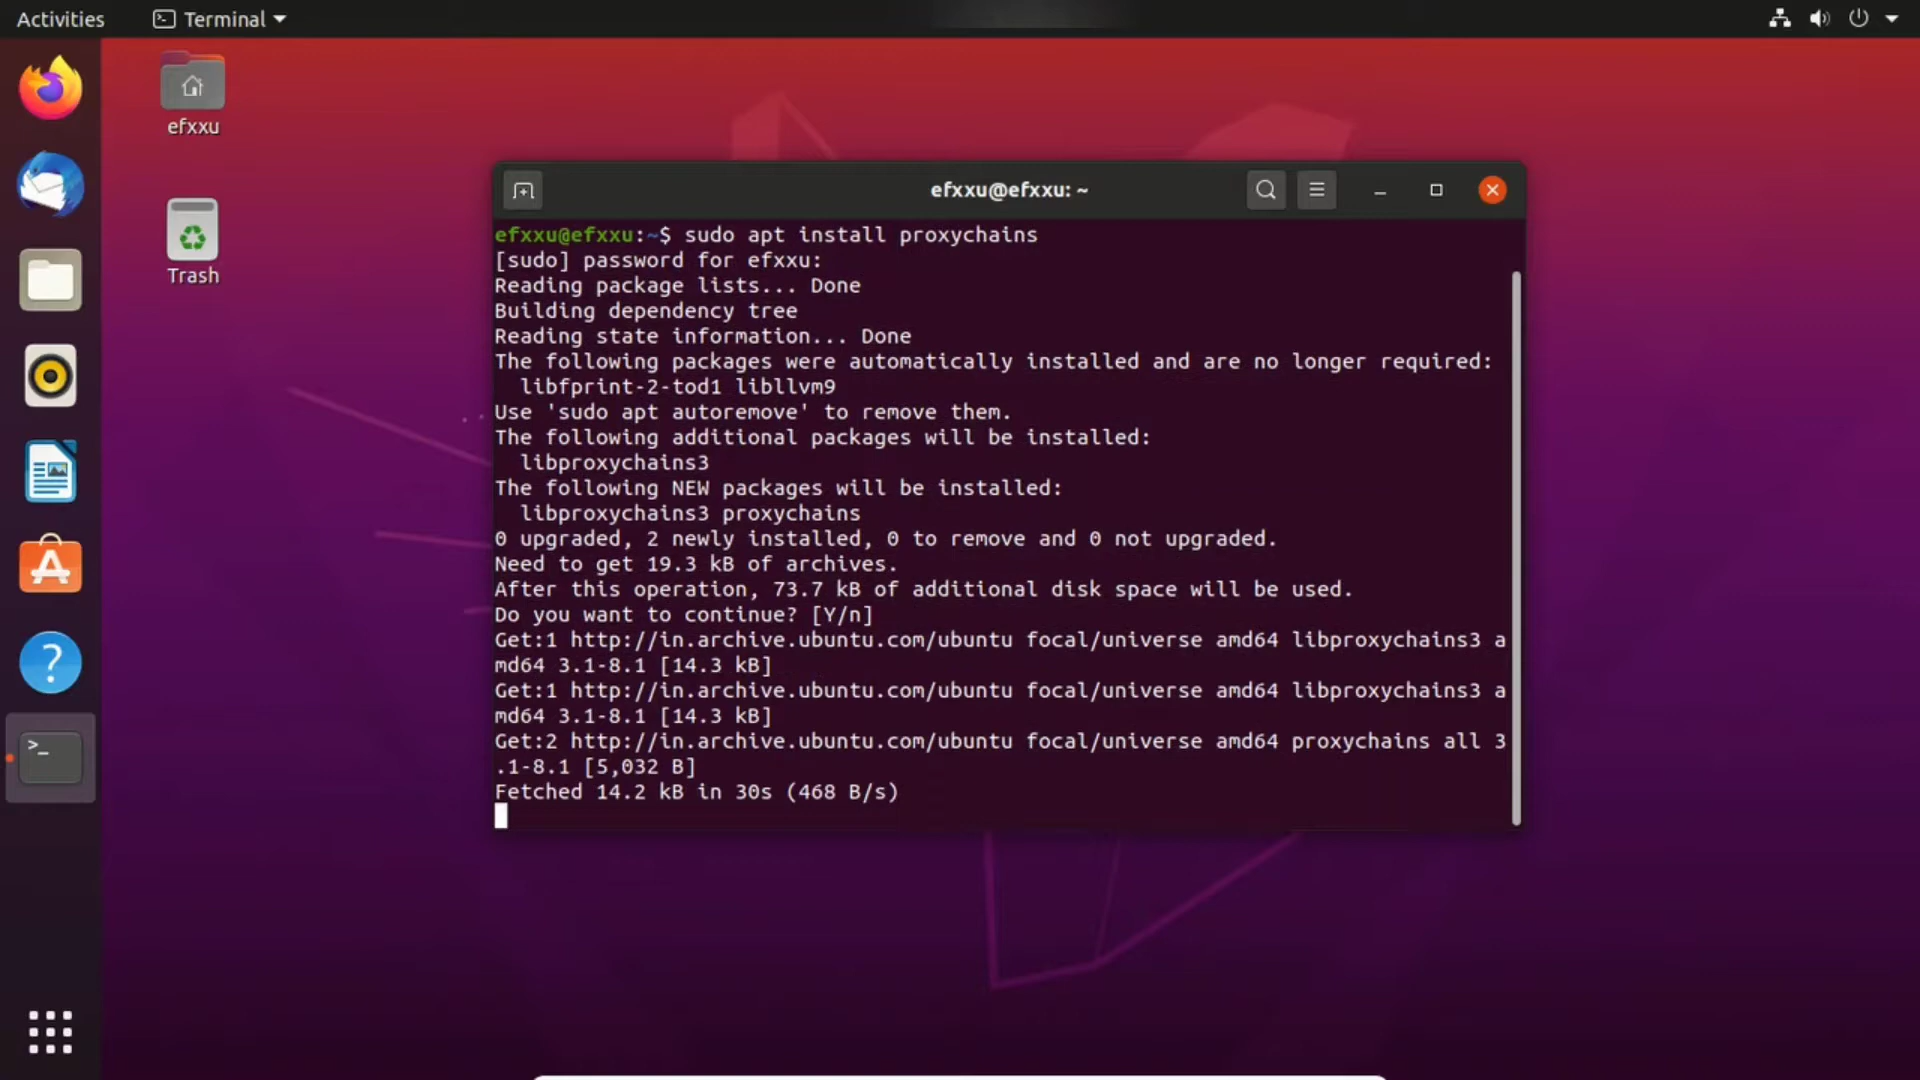 Activities
Terminal
efxxu
Trash
efxxu@efxxu: ~
efxxu@efxxu:~$ sudo apt install proxychains
[sudo] password for efxxu:
Reading package lists... Done
Building dependency tree
Reading state information... Done
The following packages were automatically installed and are no longer required:
  libfprint-2-tod1 libllvm9
Use 'sudo apt autoremove' to remove them.
The following additional packages will be installed:
  libproxychains3
The following NEW packages will be installed:
  libproxychains3 proxychains
0 upgraded, 2 newly installed, 0 to remove and 0 not upgraded.
Need to get 19.3 kB of archives.
After this operation, 73.7 kB of additional disk space will be used.
Do you want to continue? [Y/n]
Get:1 http://in.archive.ubuntu.com/ubuntu focal/universe amd64 libproxychains3 a
md64 3.1-8.1 [14.3 kB]
Get:1 http://in.archive.ubuntu.com/ubuntu focal/universe amd64 libproxychains3 a
md64 3.1-8.1 [14.3 kB]
Get:2 http://in.archive.ubuntu.com/ubuntu focal/universe amd64 proxychains all 3
.1-8.1 [5,032 B]
Fetched 14.2 kB in 30s (468 B/s)